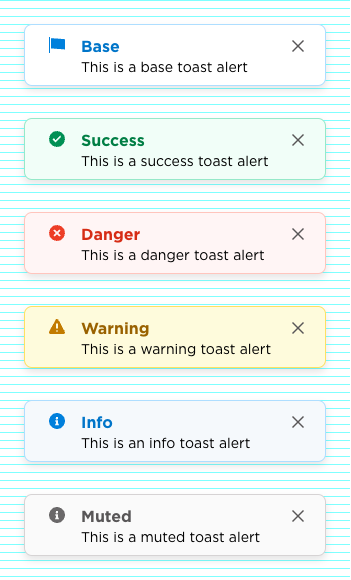 Base
This is a base toast alert
Success
This is a success toast alert
Danger
This is a danger toast alert
Warning
This is a warning toast alert
Info
This is an info toast alert
Muted
This is a muted toast alert